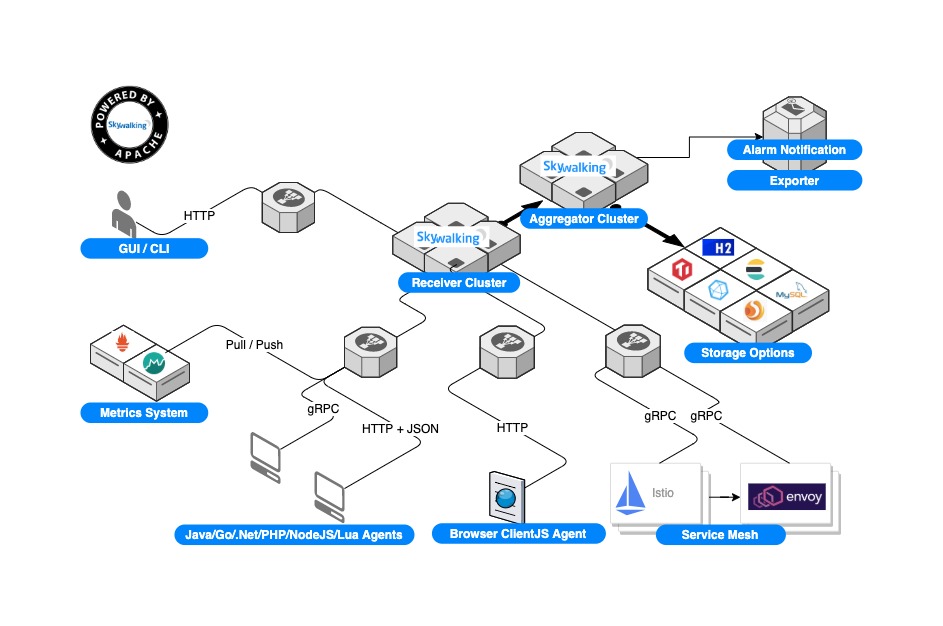 POWERED BY
Skywalking
APACHE
HTTP
GUI / CLI
Skywalking
Receiver Cluster
Skywalking
Aggregator Cluster
Alarm Notification
Exporter
H2
MySQL
Storage Options
Pull / Push
Metrics System
gRPC
HTTP + JSON
Java/Go/.Net/PHP/NodeJS/Lua Agents
HTTP
Browser ClientJS Agent
gRPC
gRPC
Istio
envoy
Service Mesh